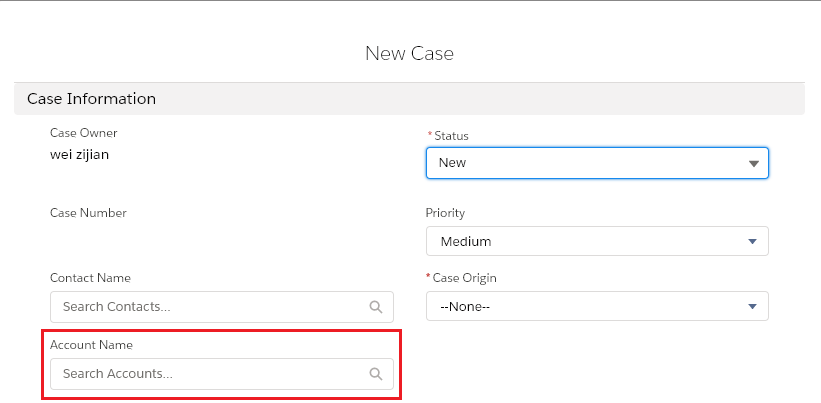 New Case
Case Information
Case Owner
wei zijian
* Status
New
Case Number
Priority
Medium
Contact Name
Search Contacts...
* Case Origin
--None--
Account Name
Search Accounts...